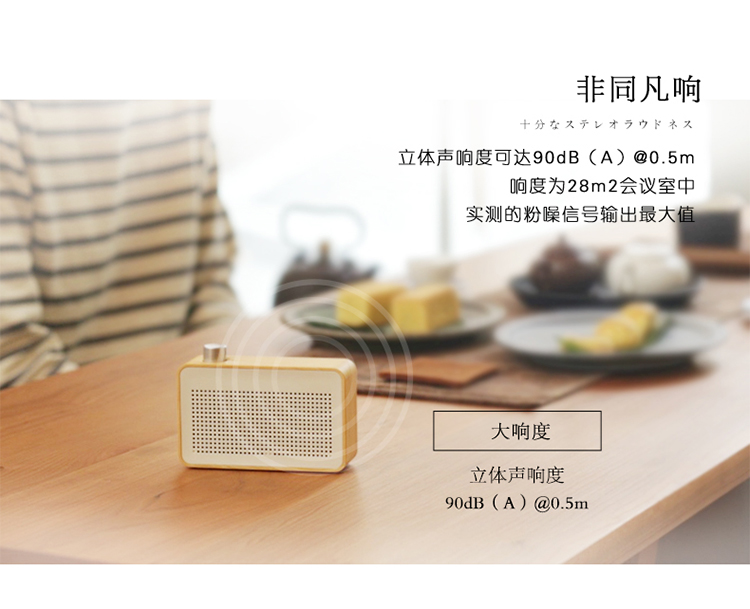 非同凡响
十分なステレオラウドネス
立体声响度可达90dB（A）@0.5m
响度为28m2会议室中
实测的粉噪信号输出最大值
大响度
立体声响度
90dB（A）@0.5m